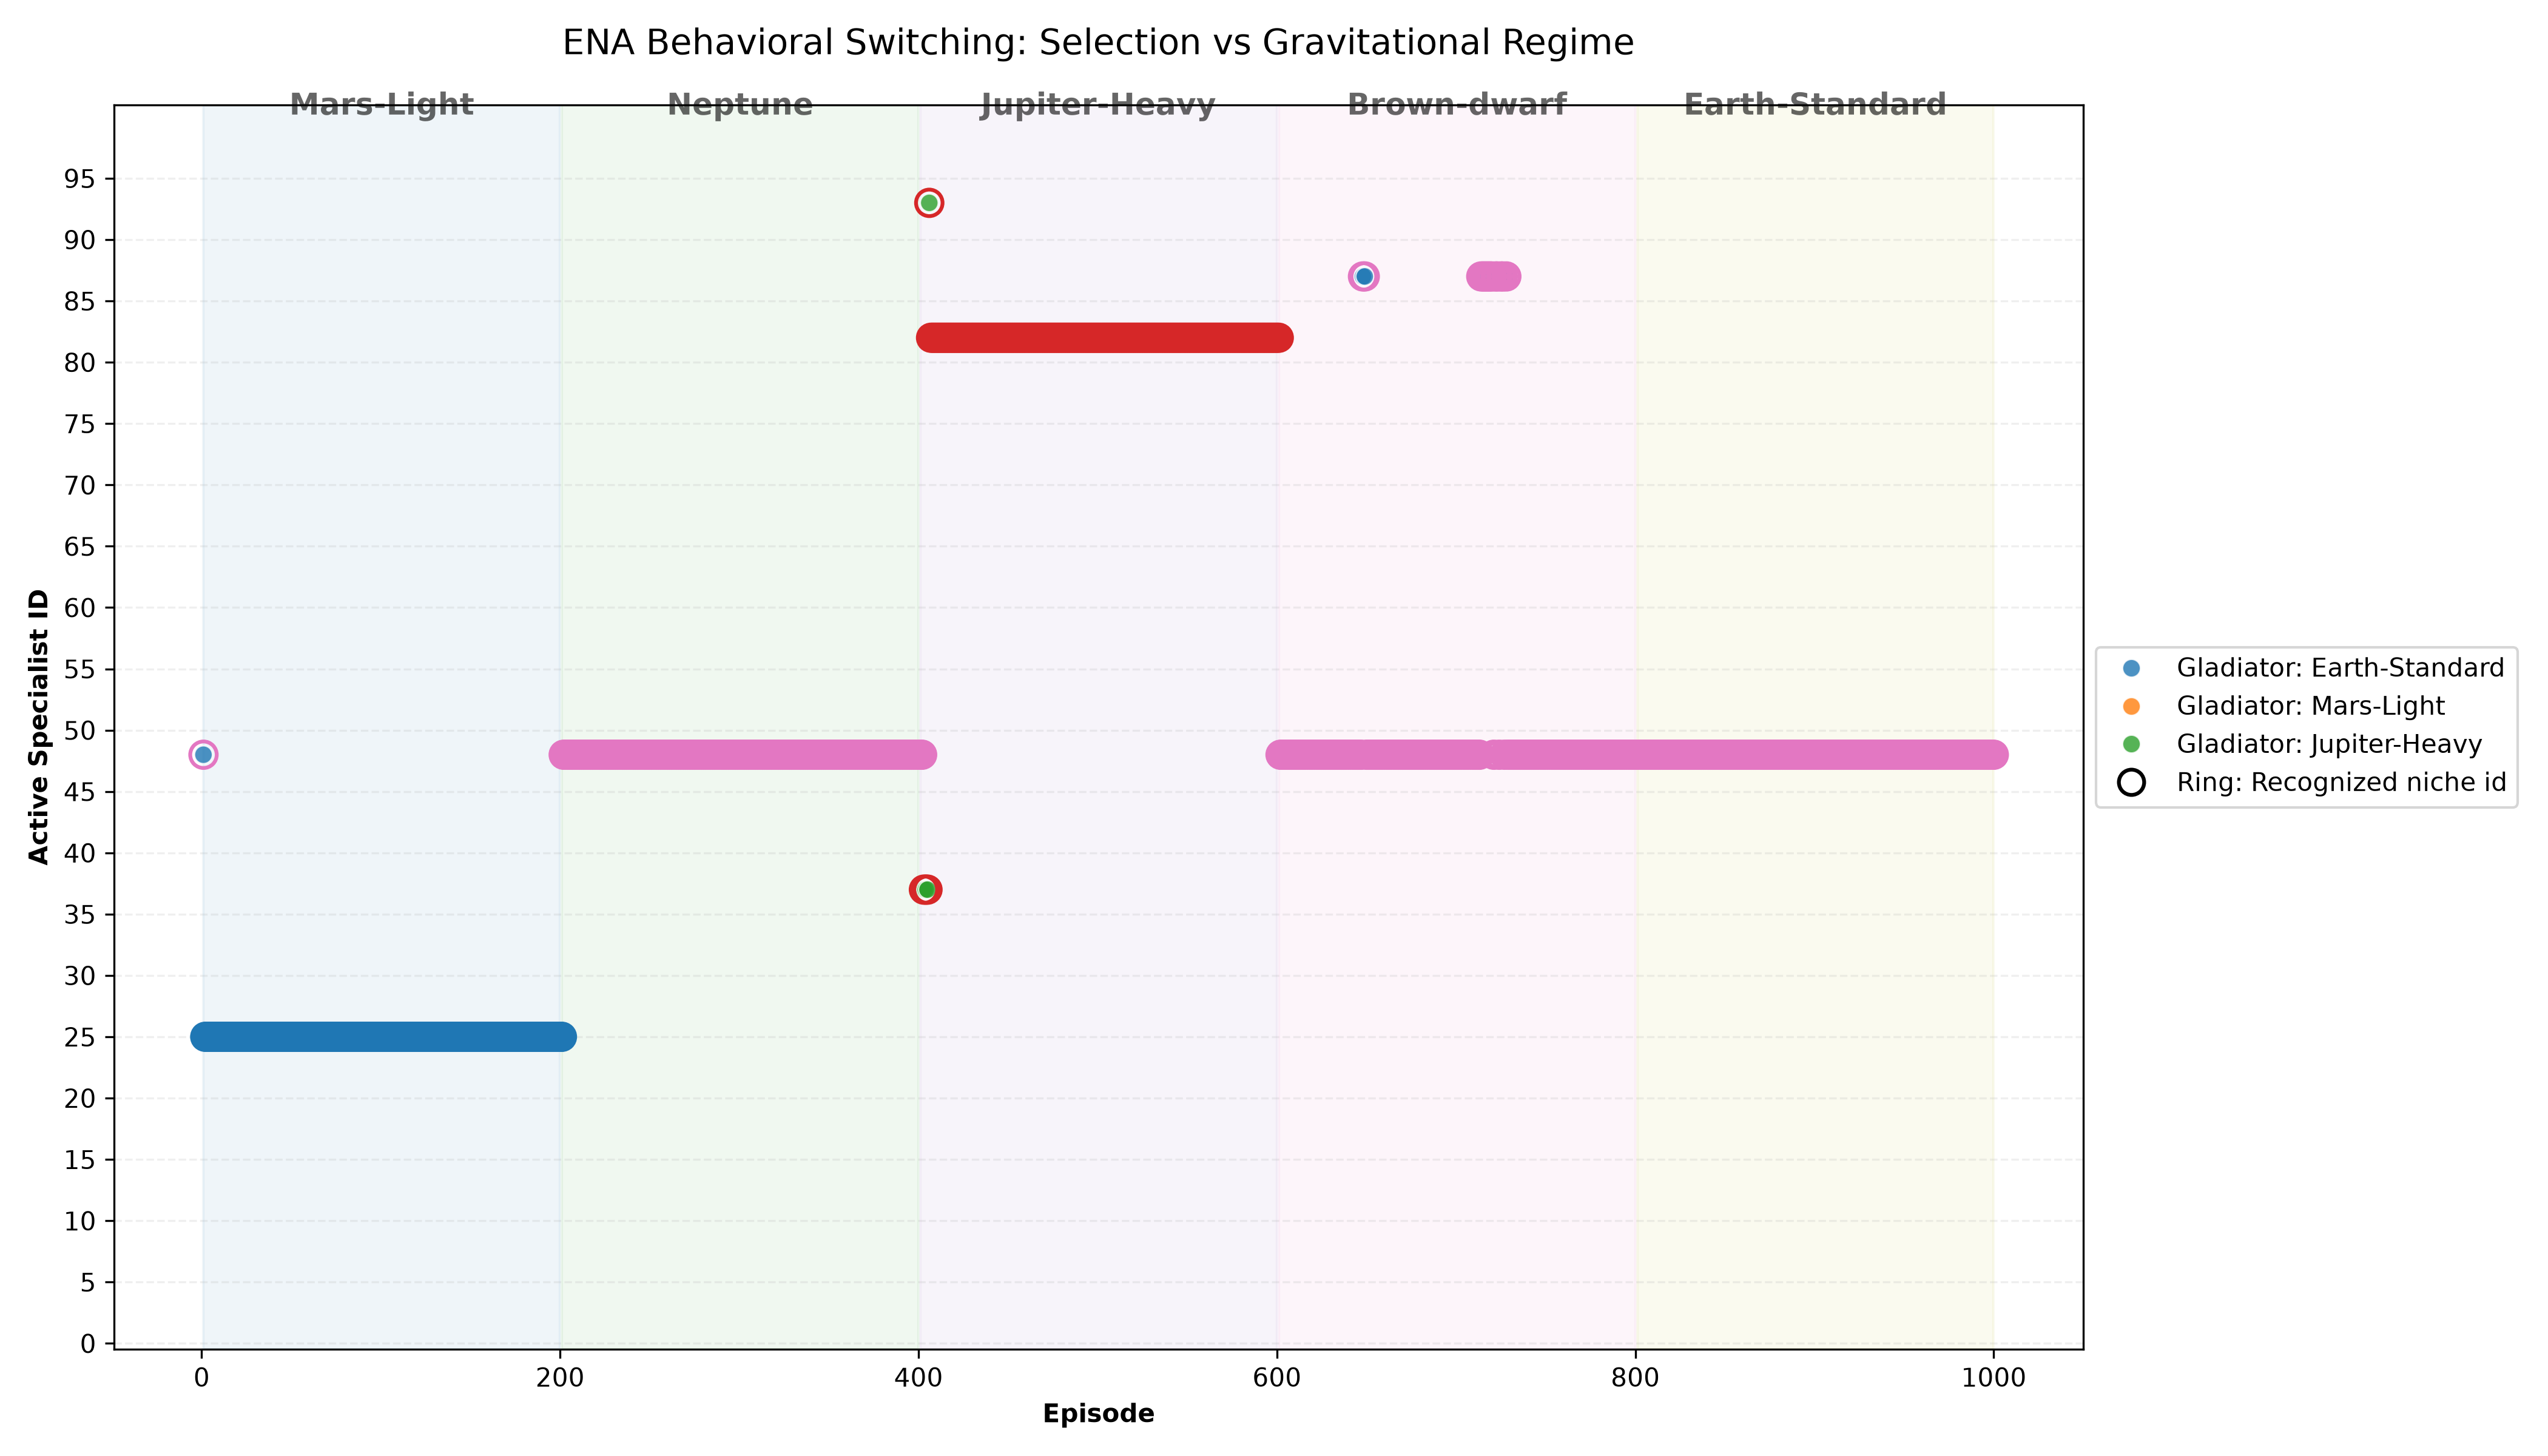 ENA Behavioral Switching: Selection vs Gravitational Regime
Mars-Light Neptune Jupiter-Heavy Brown-dwarf Earth-Standard
95
90
85
80
75
70
65
60
55
50
45
40
35
30
25
20
15
10
5
0
Active Specialist ID
0 200 400 600 800 1000
Episode
Gladiator: Earth-Standard
Gladiator: Mars-Light
Gladiator: Jupiter-Heavy
Ring: Recognized niche id